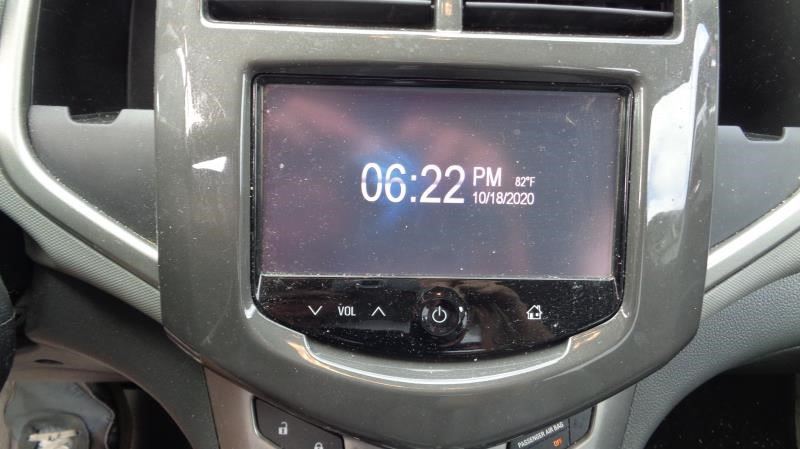 06:22 PM 82°F
10/18/2020
VOL
PASSENGER AIR BAG
OFF